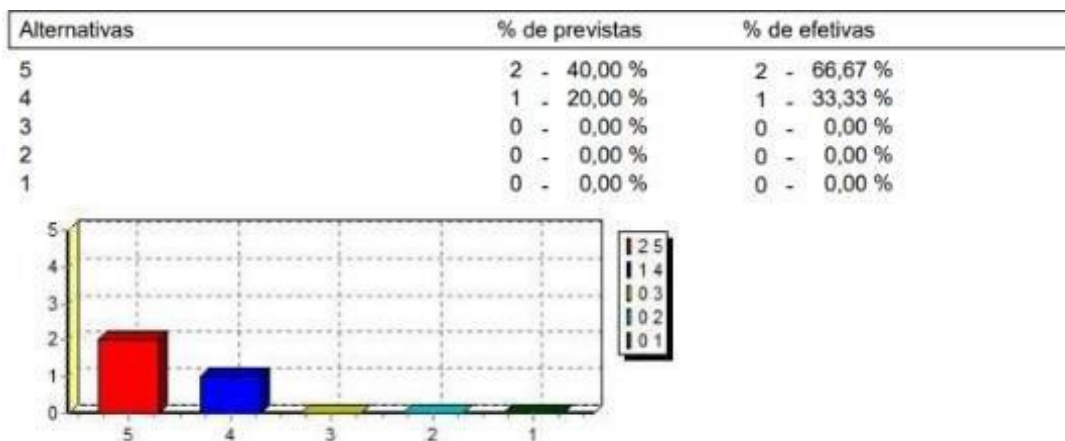 Alternativas % de previstas % de efetivas
5 2 - 40,00 % 2 - 66,67 %
4 1 - 20,00 % 1 - 33,33 %
3 0 - 0,00 % 0 - 0,00 %
2 0 - 0,00 % 0 - 0,00 %
1 0 - 0,00 % 0 - 0,00 %
5
4
3
2
1
0
5 4 3 2 1
2 5
1 4
0 3
0 2
0 1